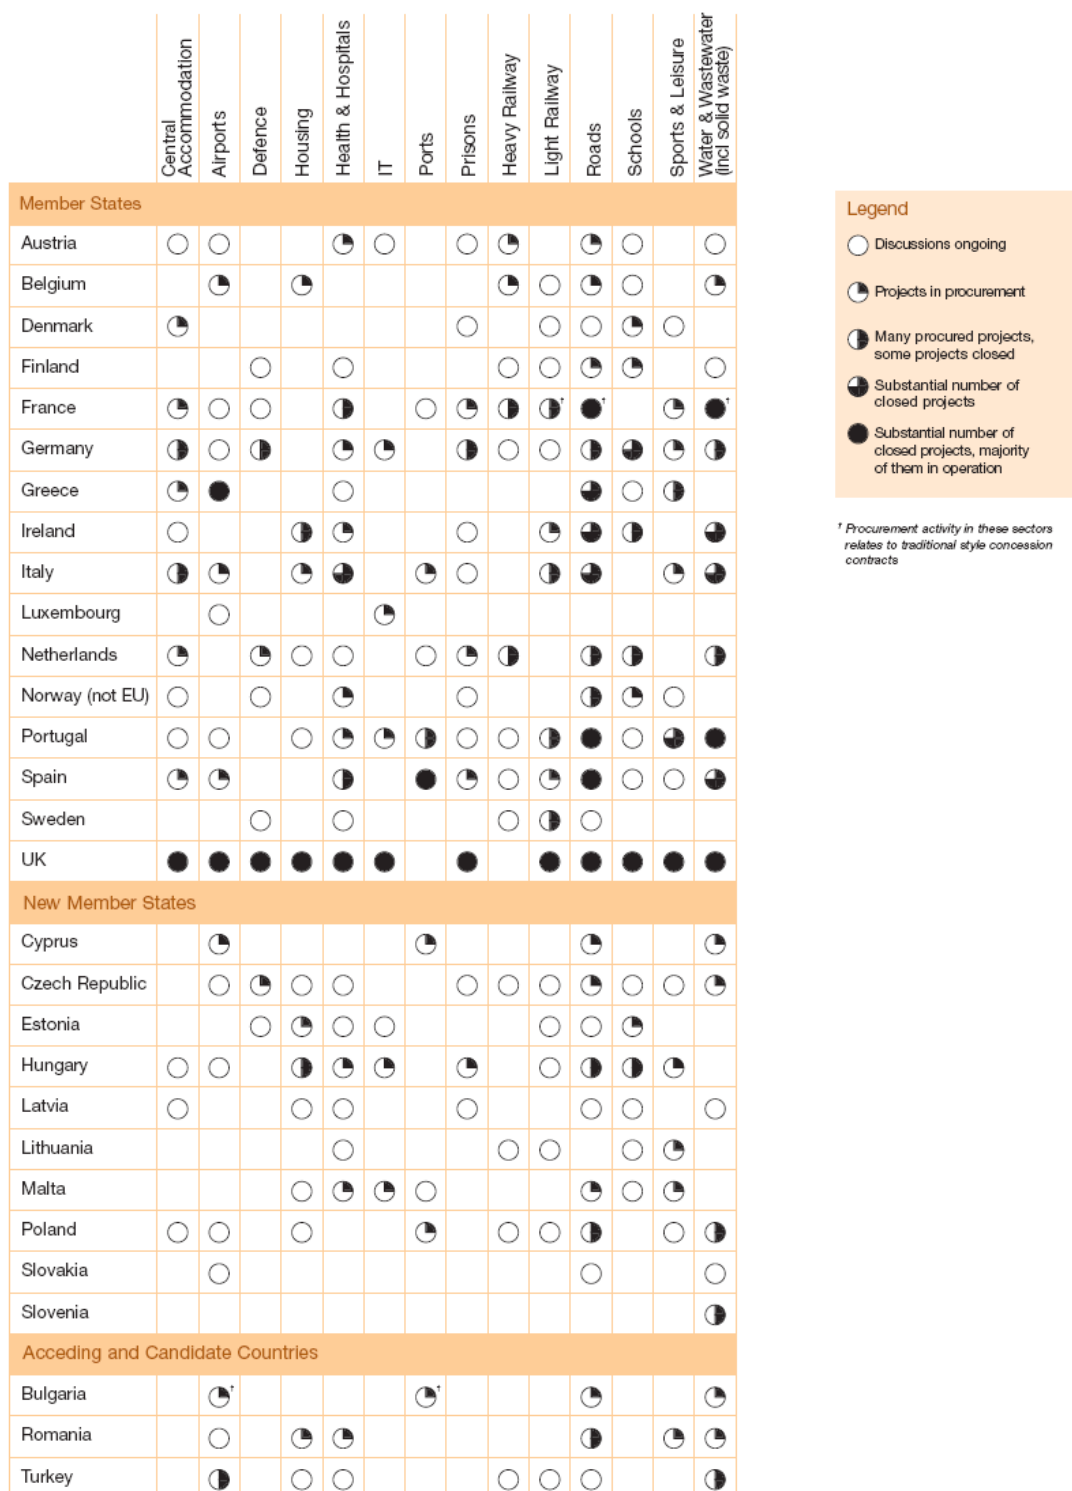 Central
Accommodation
Airports
Defence
Housing
Health & Hospitals
IT
Ports
Prisons
Heavy Railway
Light Railway
Roads
Schools
Sports & Leisure
Water & Wastewater
(incl solid waste)
Member States
Austria
Belgium
Denmark
Finland
France
† † †
Germany
Greece
Ireland
Italy
Luxembourg
Netherlands
Norway (not EU)
Portugal
Spain
Sweden
UK
New Member States
Cyprus
Czech Republic
Estonia
Hungary
Latvia
Lithuania
Malta
Poland
Slovakia
Slovenia
Acceding and Candidate Countries
Bulgaria
† †
Romania
Turkey
Legend
Discussions ongoing
Projects in procurement
Many procured projects,
some projects closed
Substantial number of
closed projects
Substantial number of
closed projects, majority
of them in operation
† Procurement activity in these sectors
relates to traditional style concession
contracts